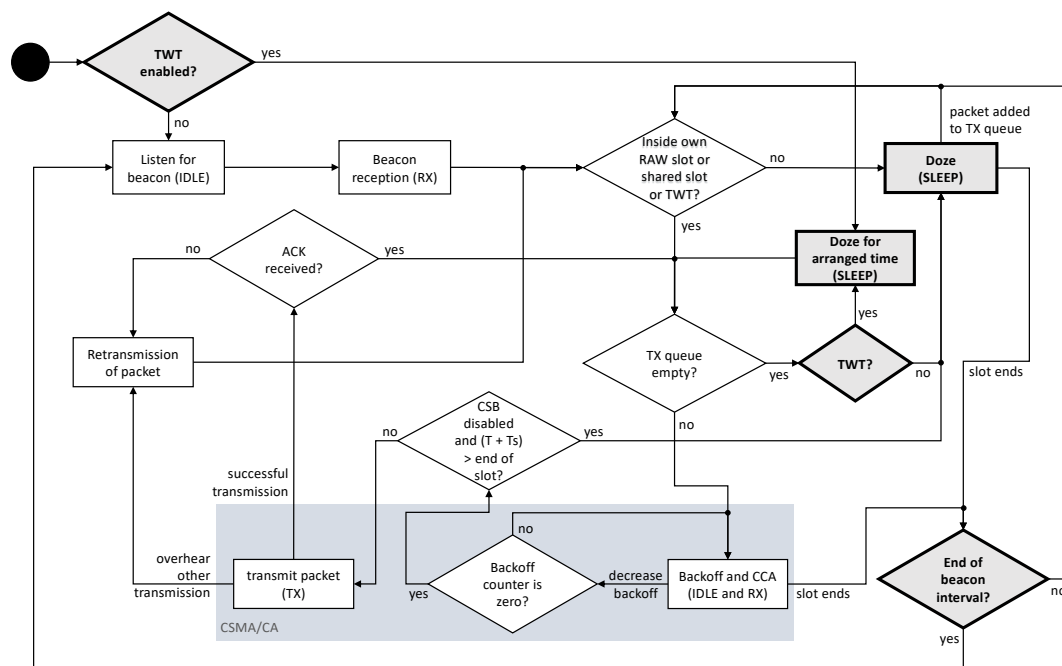 TWT
enabled?
yes
no
Listen for
beacon (IDLE)
Beacon
reception (RX)
Inside own
RAW slot or
shared slot
or TWT?
no
yes
packet added
to TX queue
Doze
(SLEEP)
no
ACK
received?
yes
Doze for
arranged time
(SLEEP)
yes
Retransmission
of packet
TX queue
empty?
yes
TWT?
no
slot ends
no
CSB
disabled
and (T + Ts)
> end of
slot?
no
yes
successful
transmission
overhear
other
transmission
transmit packet
(TX)
no
Backoff
counter is
zero?
yes
decrease
backoff
Backoff and CCA
(IDLE and RX)
slot ends
End of
beacon
interval?
no
yes
CSMA/CA